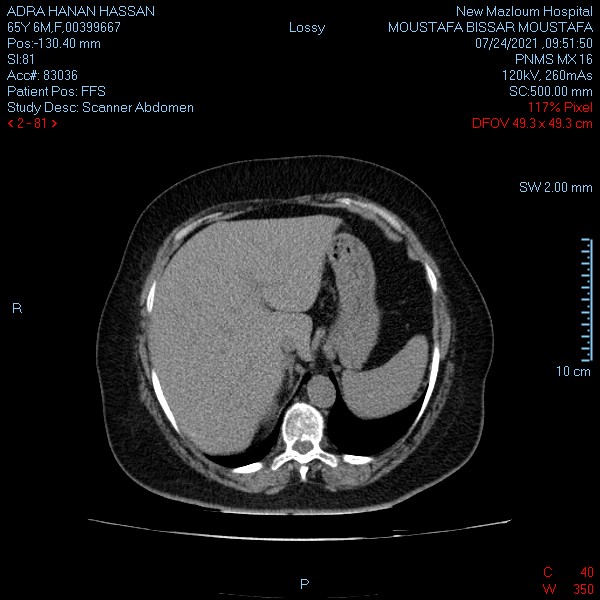 ADRA HANAN HASSAN
65Y 6M,F,00399667
Pos:-130.40 mm
SI:81
Acc#: 83036
Patient Pos: FFS
Study Desc: Scanner Abdomen
< 2 - 81 >
Lossy
New Mazloum Hospital
MOUSTAFA BISSAR MOUSTAFA
07/24/2021 ,09:51:50
PNMS MX 16
120kV, 260mAs
SC:500.00 mm
117% Pixel
DFOV 49.3 x 49.3 cm
SW 2.00 mm
R
10 cm
P
C 40
W 350